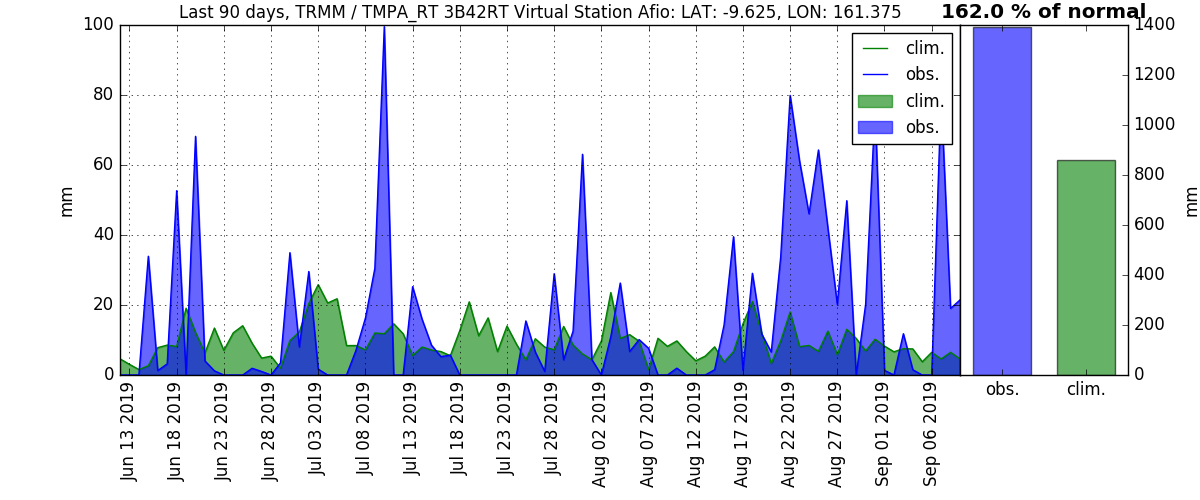 Last 90 days, TRMM / TMPA_RT 3B42RT Virtual Station Afio: LAT: -9.625, LON: 161.375
162.0 % of normal
100
80
60
40
20
0
mm
clim.
obs.
clim.
obs.
1400
1200
1000
800
600
400
200
0
mm
obs.
clim.
Jun 13 2019
Jun 18 2019
Jun 23 2019
Jun 28 2019
Jul 03 2019
Jul 08 2019
Jul 13 2019
Jul 18 2019
Jul 23 2019
Jul 28 2019
Aug 02 2019
Aug 07 2019
Aug 12 2019
Aug 17 2019
Aug 22 2019
Aug 27 2019
Sep 01 2019
Sep 06 2019